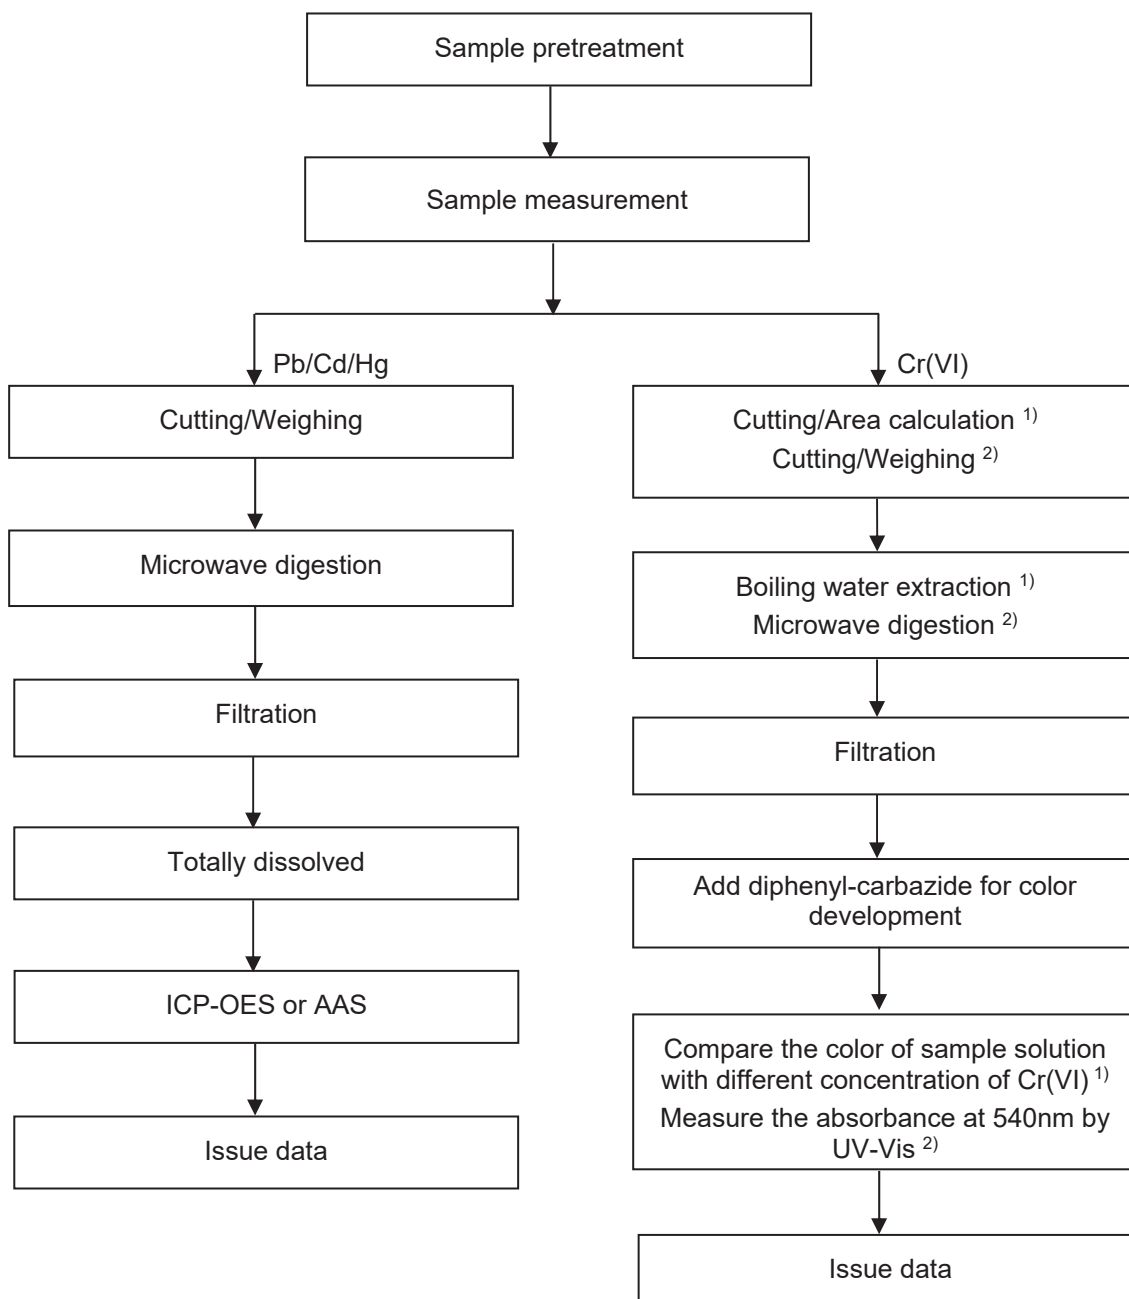 Sample pretreatment
Sample measurement
Pb/Cd/Hg
Cutting/Weighing
Microwave digestion
Filtration
Totally dissolved
ICP-OES or AAS
Issue data
Cr(VI)
Cutting/Area calculation 1)
Cutting/Weighing 2)
Boiling water extraction 1)
Microwave digestion 2)
Filtration
Add diphenyl-carbazide for color
development
Compare the color of sample solution
with different concentration of Cr(VI) 1)
Measure the absorbance at 540nm by
UV-Vis 2)
Issue data